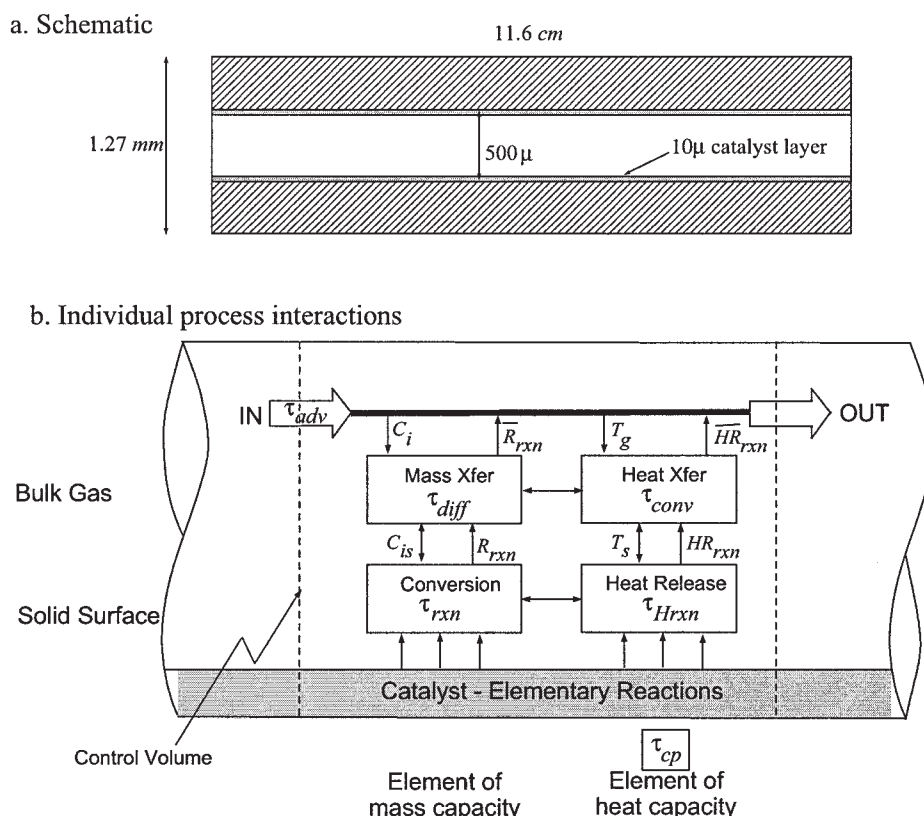 a. Schematic
11.6 cm
1.27 mm
500 μ
10μ catalyst layer
b. Individual process interactions
IN
τadv
OUT
Ci
R̅rxn
Tg
H̅R̅rxn
Bulk Gas
Mass Xfer
τdiff
Heat Xfer
τconv
Cis
Rrxn
Ts
HRrxn
Solid Surface
Conversion
τrxn
Heat Release
τHrxn
Catalyst - Elementary Reactions
Control Volume
τcp
Element of
mass capacity
Element of
heat capacity